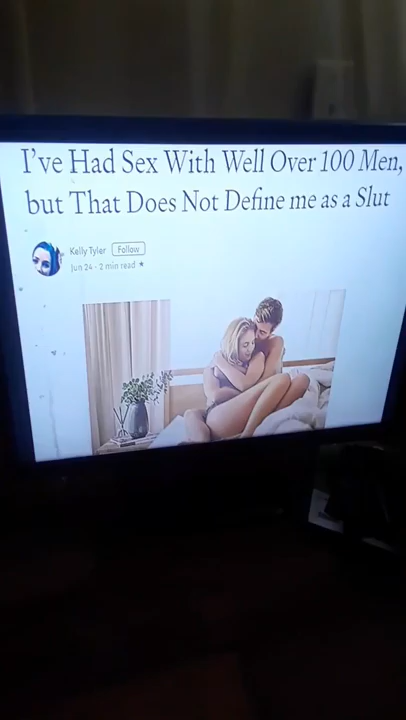 I've Had Sex With Well Over 100 Men,
but That Does Not Define me as a Slut
Kelly Tyler Follow
Jun 24 · 2 min read ★